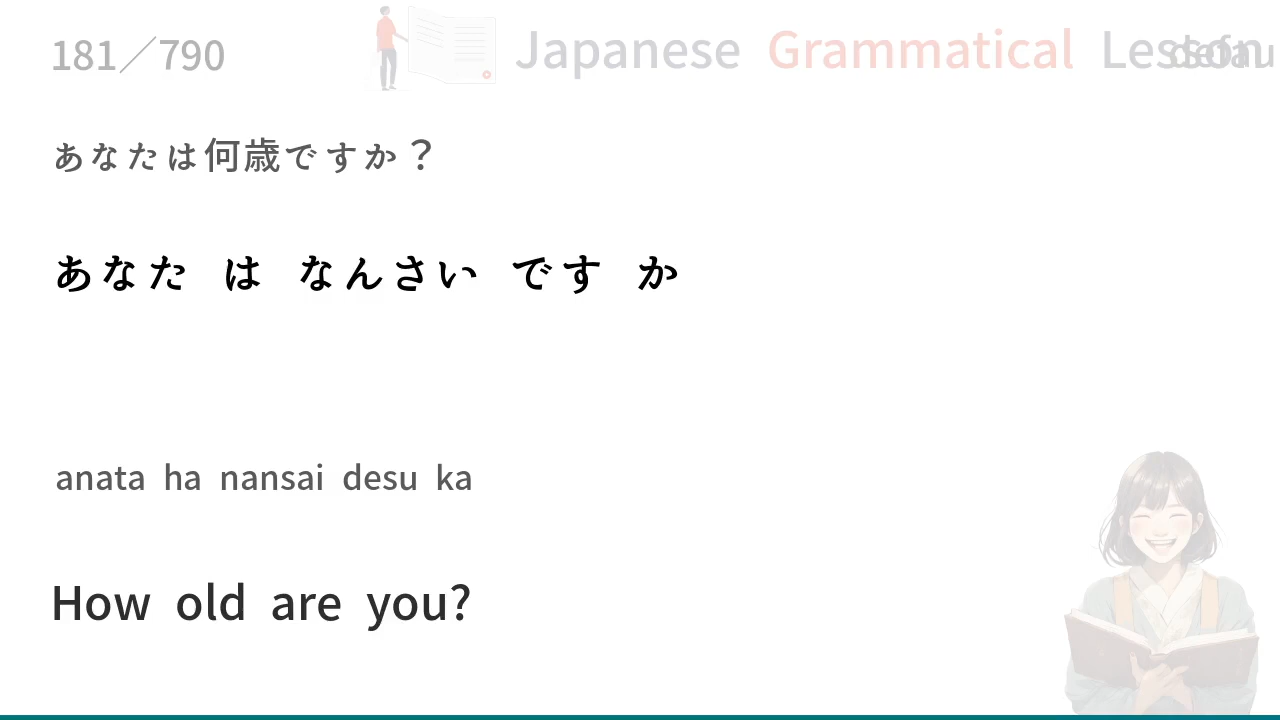 181／790
Japanese Grammatical Lesson
defau
あなたは何歳ですか？
あなた は なんさい です か
anata ha nansai desu ka
How old are you?